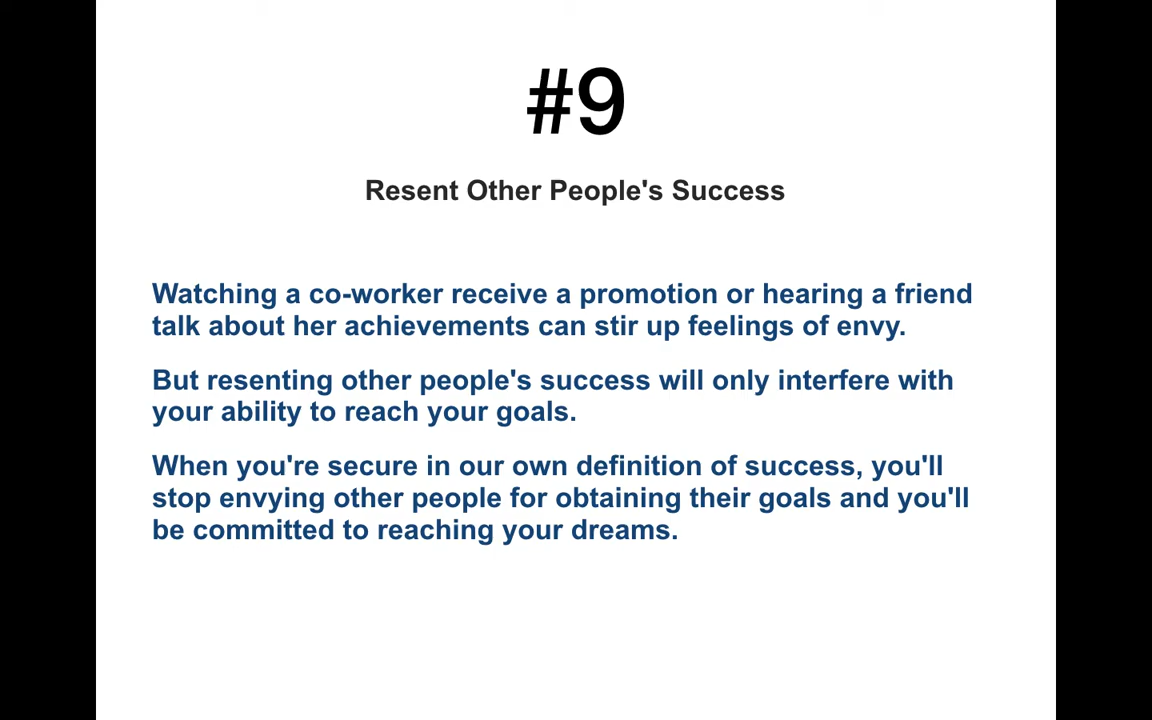 #9
Resent Other People's Success
Watching a co-worker receive a promotion or hearing a friend
talk about her achievements can stir up feelings of envy.
But resenting other people's success will only interfere with
your ability to reach your goals.
When you're secure in our own definition of success, you'll
stop envying other people for obtaining their goals and you'll
be committed to reaching your dreams.